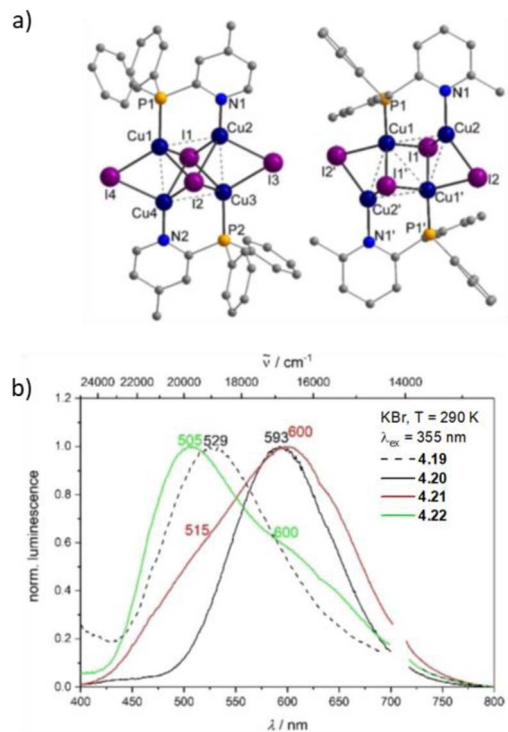 a)
P1 N1
Cu1 I1 Cu2
I3
I4
I2 Cu3
Cu4
N2 P2
P1 N1
Cu1 Cu2
I1
I2'
I1'' I2
Cu2' Cu1'
N1' P1'
b)
ṽ / cm⁻¹
24000 22000 20000 18000 16000 14000
norm. luminescence
1.2
1.0
0.8
0.6
0.4
0.2
0.0
505 529 593 600
515 600
KBr, T = 290 K
λex = 355 nm
4.19
4.20
4.21
4.22
400 450 500 550 600 650 700 750 800
λ / nm